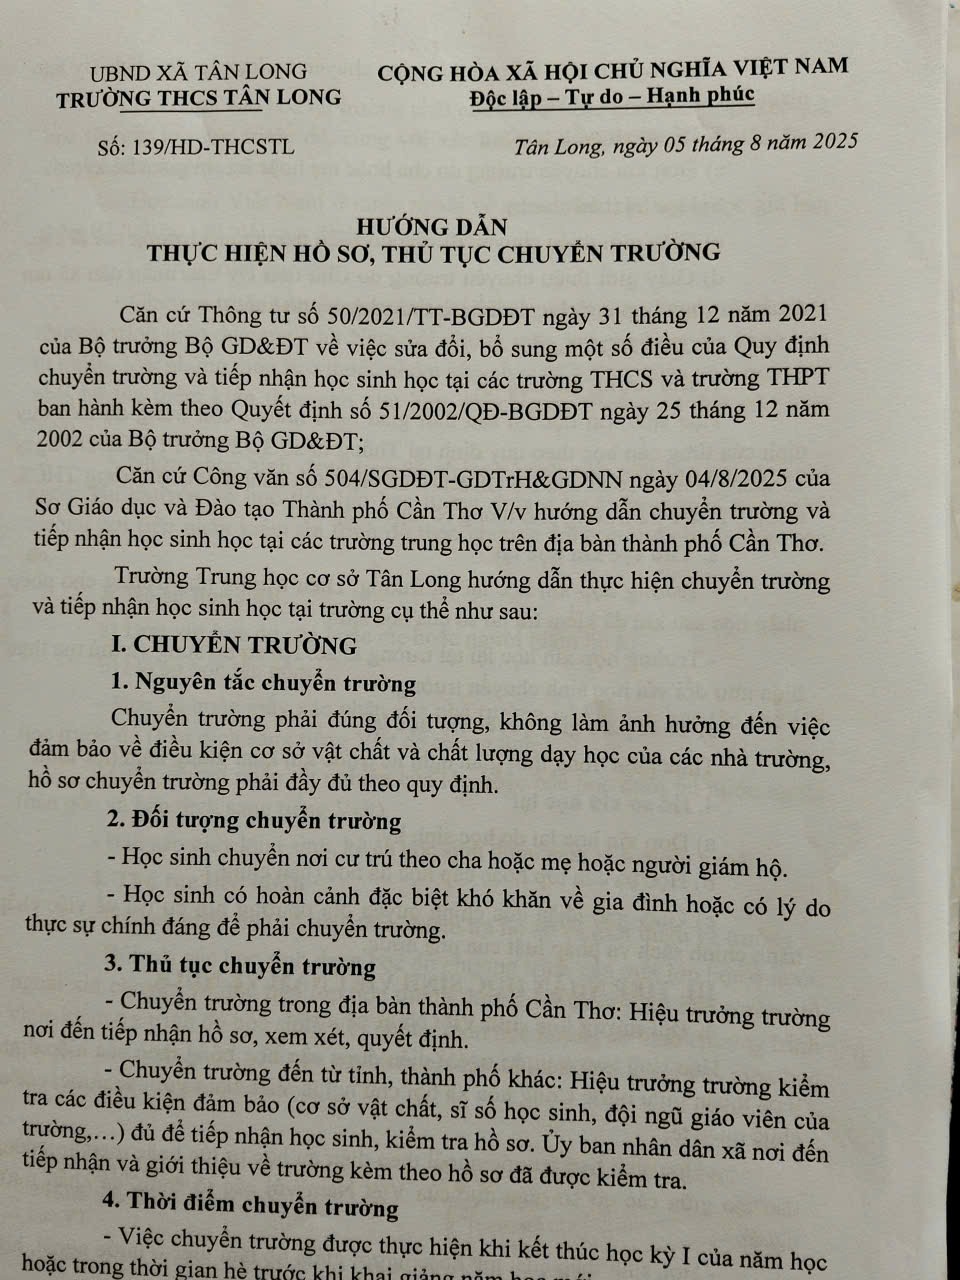 UBND XÃ TÂN LONG
TRƯỜNG THCS TÂN LONG
Số: 139/HD-THCSTL
CỘNG HÒA XÃ HỘI CHỦ NGHĨA VIỆT NAM
Độc lập – Tự do – Hạnh phúc
Tân Long, ngày 05 tháng 8 năm 2025
HƯỚNG DẪN
THỰC HIỆN HỒ SƠ, THỦ TỤC CHUYỂN TRƯỜNG
Căn cứ Thông tư số 50/2021/TT-BGDĐT ngày 31 tháng 12 năm 2021
của Bộ trưởng Bộ GD&ĐT về việc sửa đổi, bổ sung một số điều của Quy định
chuyển trường và tiếp nhận học sinh học tại các trường THCS và trường THPT
ban hành kèm theo Quyết định số 51/2002/QĐ-BGDĐT ngày 25 tháng 12 năm
2002 của Bộ trưởng Bộ GD&ĐT;
Căn cứ Công văn số 504/SGDĐT-GDTrH&GDNN ngày 04/8/2025 của
Sơ Giáo dục và Đào tạo Thành phố Cần Thơ V/v hướng dẫn chuyển trường và
tiếp nhận học sinh học tại các trường trung học trên địa bàn thành phố Cần Thơ.
Trường Trung học cơ sở Tân Long hướng dẫn thực hiện chuyển trường
và tiếp nhận học sinh học tại trường cụ thể như sau:
I. CHUYỂN TRƯỜNG
1. Nguyên tắc chuyển trường
Chuyển trường phải đúng đối tượng, không làm ảnh hưởng đến việc
đảm bảo về điều kiện cơ sở vật chất và chất lượng dạy học của các nhà trường,
hồ sơ chuyển trường phải đầy đủ theo quy định.
2. Đối tượng chuyển trường
- Học sinh chuyển nơi cư trú theo cha hoặc mẹ hoặc người giám hộ.
- Học sinh có hoàn cảnh đặc biệt khó khăn về gia đình hoặc có lý do
thực sự chính đáng để phải chuyển trường.
3. Thủ tục chuyển trường
- Chuyển trường trong địa bàn thành phố Cần Thơ: Hiệu trưởng trường
nơi đến tiếp nhận hồ sơ, xem xét, quyết định.
- Chuyển trường đến từ tỉnh, thành phố khác: Hiệu trưởng trường kiểm
tra các điều kiện đảm bảo (cơ sở vật chất, sĩ số học sinh, đội ngũ giáo viên của
trường,…) đủ để tiếp nhận học sinh, kiểm tra hồ sơ. Ủy ban nhân dân xã nơi đến
tiếp nhận và giới thiệu về trường kèm theo hồ sơ đã được kiểm tra.
4. Thời điểm chuyển trường
- Việc chuyển trường được thực hiện khi kết thúc học kỳ I của năm học
hoặc trong thời gian hè trước khi khai giảng năm học mới